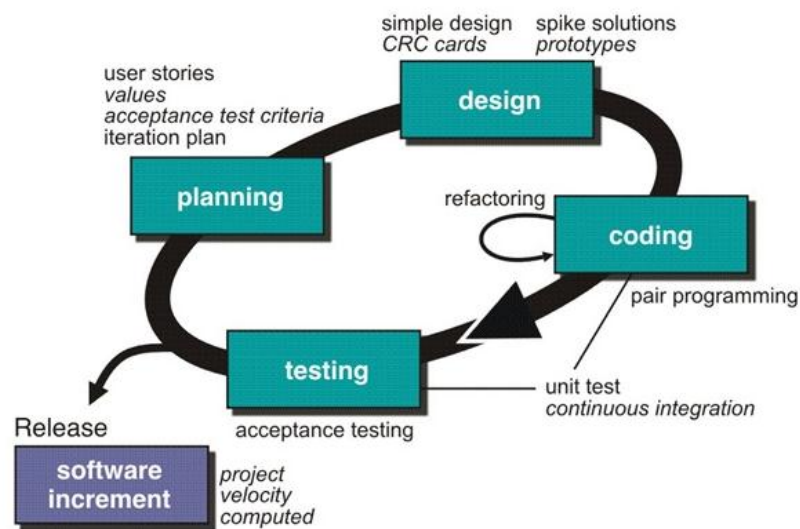 simple design
CRC cards
spike solutions
prototypes
design
user stories
values
acceptance test criteria
iteration plan
planning
refactoring
coding
pair programming
testing
unit test
continuous integration
acceptance testing
Release
software
increment
project
velocity
computed